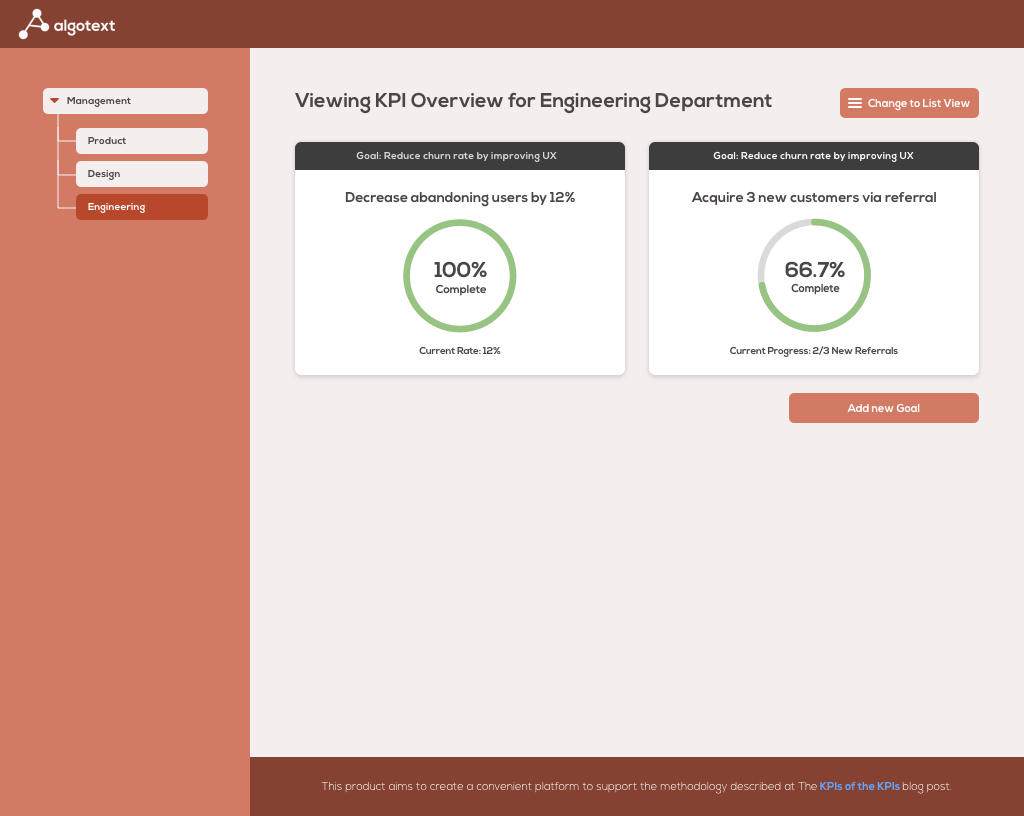 algotext
Management
Product
Design
Engineering
Viewing KPI Overview for Engineering Department
Change to List View
Goal: Reduce churn rate by improving UX
Decrease abandoning users by 12%
100%
Complete
Current Rate: 12%
Goal: Reduce churn rate by improving UX
Acquire 3 new customers via referral
66.7%
Complete
Current Progress: 2/3 New Referrals
Add new Goal
This product aims to create a convenient platform to support the methodology described at The KPIs of the KPIs blog post.